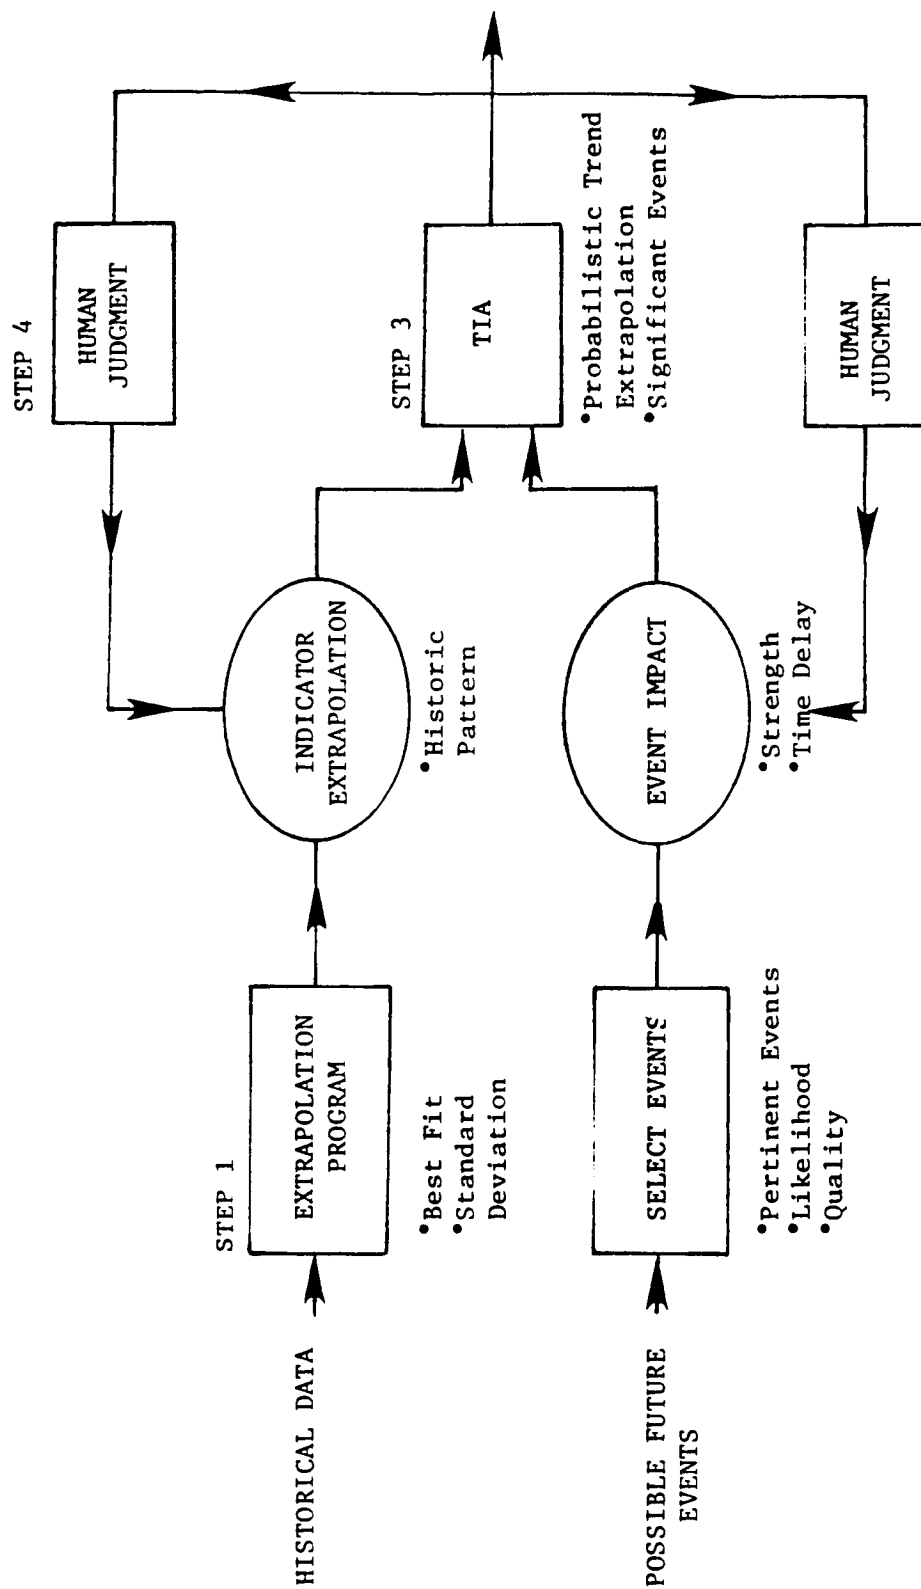 STEP 4
HUMAN
JUDGMENT
STEP 1
EXTRAPOLATION
PROGRAM
•Best Fit
•Standard
Deviation
HISTORICAL DATA
INDICATOR
EXTRAPOLATION
•Historic
Pattern
STEP 3
TIA
•Probabilistic Trend
Extrapolation
•Significant Events
POSSIBLE FUTURE
EVENTS
SELECT EVENTS
•Pertinent Events
•Likelihood
•Quality
EVENT IMPACT
•Strength
•Time Delay
HUMAN
JUDGMENT